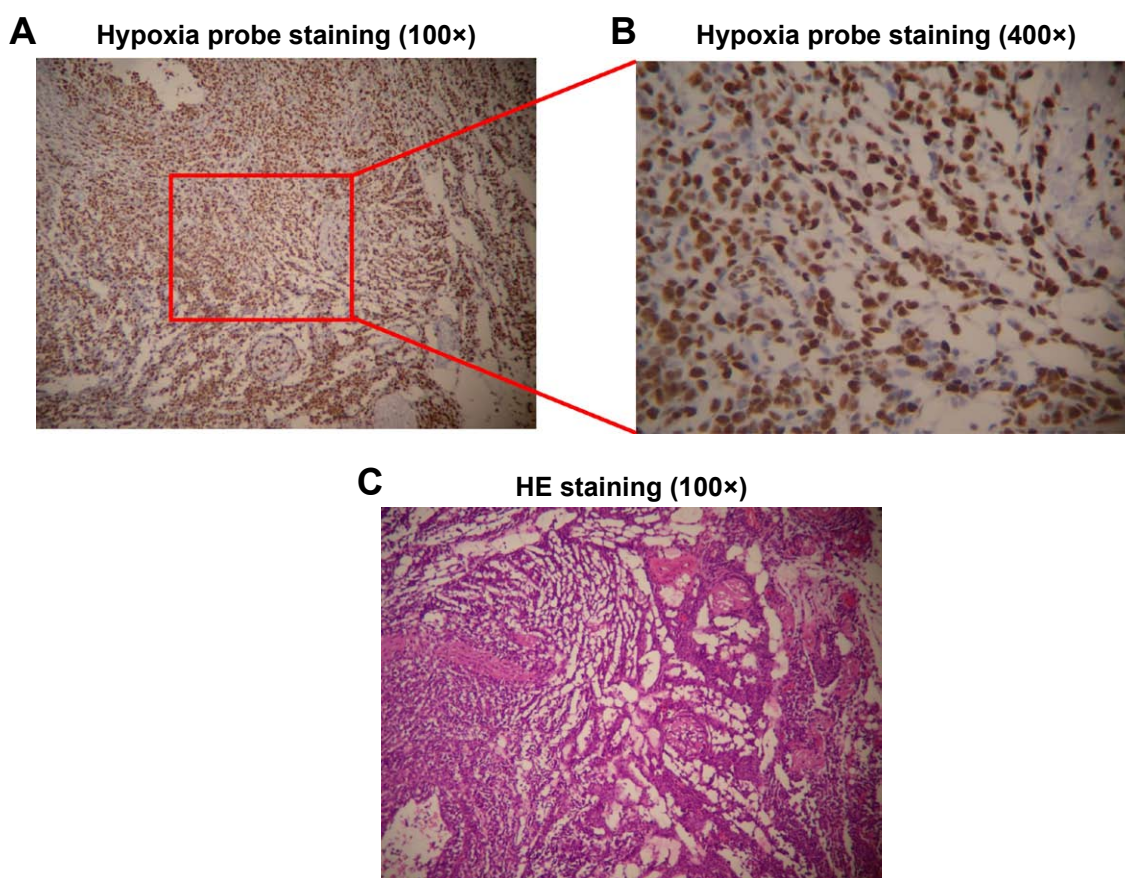 A
Hypoxia probe staining (100×)
B
Hypoxia probe staining (400×)
C
HE staining (100×)